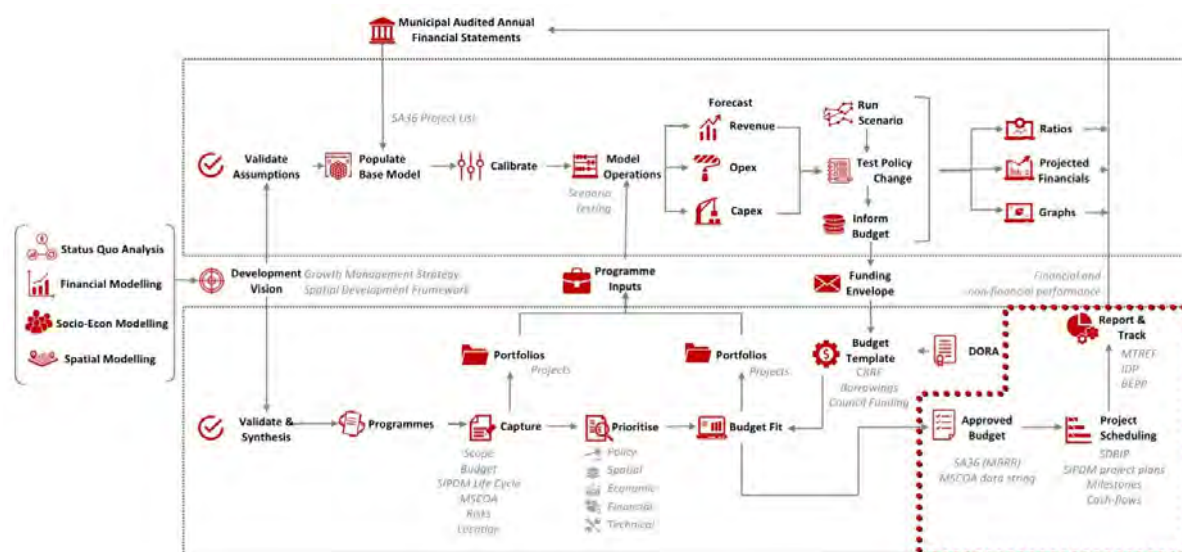 Municipal Audited Annual
Financial Statements
SA36 Project List
Validate
Assumptions
Populate
Base Model
Calibrate
Model
Operations
Scenario
Testing
Forecast
Revenue
Opex
Capex
Run
Scenario
Test Policy
Change
Inform
Budget
Ratios
Projected
Financials
Graphs
Status Quo Analysis
Financial Modelling
Socio-Econ Modelling
Spatial Modelling
Development
Vision
Growth Management Strategy
Spatial Development Framework
Programme
Inputs
Funding
Envelope
Financial and
non-financial performance
Portfolios
Projects
Portfolios
Projects
Budget
Template
Borrowings
Council Funding
DORA
Report &
Track
MTREF
IDP
BEPP
Validate &
Synthesis
Programmes
Capture
Scope
Budget
SIPDM Life Cycle
MSCOA
Risks
Location
Prioritise
Policy
Spatial
Economic
Financial
Technical
Budget Fit
Approved
Budget
SA36 (MBRR)
MSCOA data string
Project
Scheduling
SDBIP
SIPDM project plans
Milestones
Cash-flows